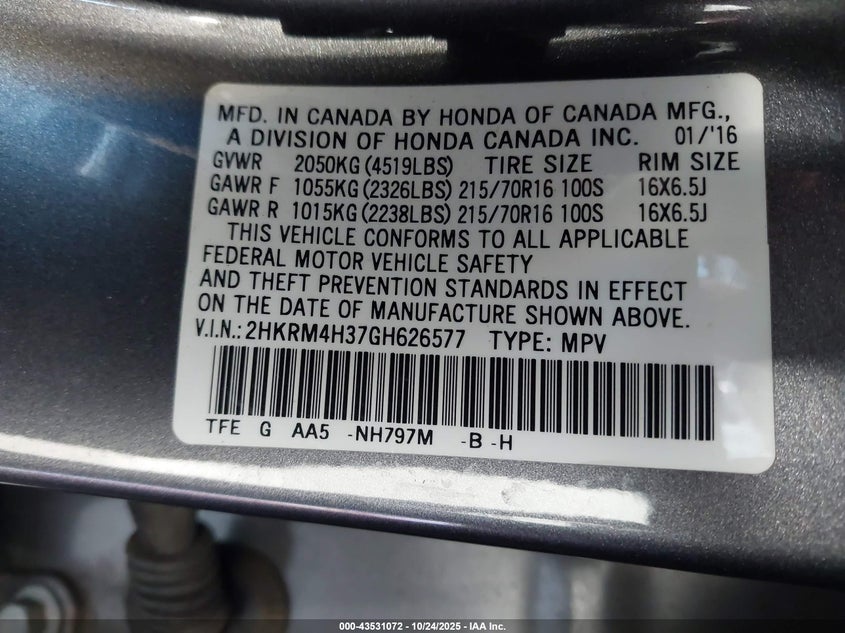 MFD. IN CANADA BY HONDA OF CANADA MFG.,
A DIVISION OF HONDA CANADA INC. 01/'16
GVWR 2050KG (4519LBS) TIRE SIZE RIM SIZE
GAWR F 1055KG (2326LBS) 215/70R16 100S 16X6.5J
GAWR R 1015KG (2238LBS) 215/70R16 100S 16X6.5J
THIS VEHICLE CONFORMS TO ALL APPLICABLE
FEDERAL MOTOR VEHICLE SAFETY
AND THEFT PREVENTION STANDARDS IN EFFECT
ON THE DATE OF MANUFACTURE SHOWN ABOVE.
V.I.N.: 2HKRM4H37GH626577 TYPE: MPV
TFE G AA5 -NH797M -B -H
000-43531072 - 10/24/2025 - IAA Inc.